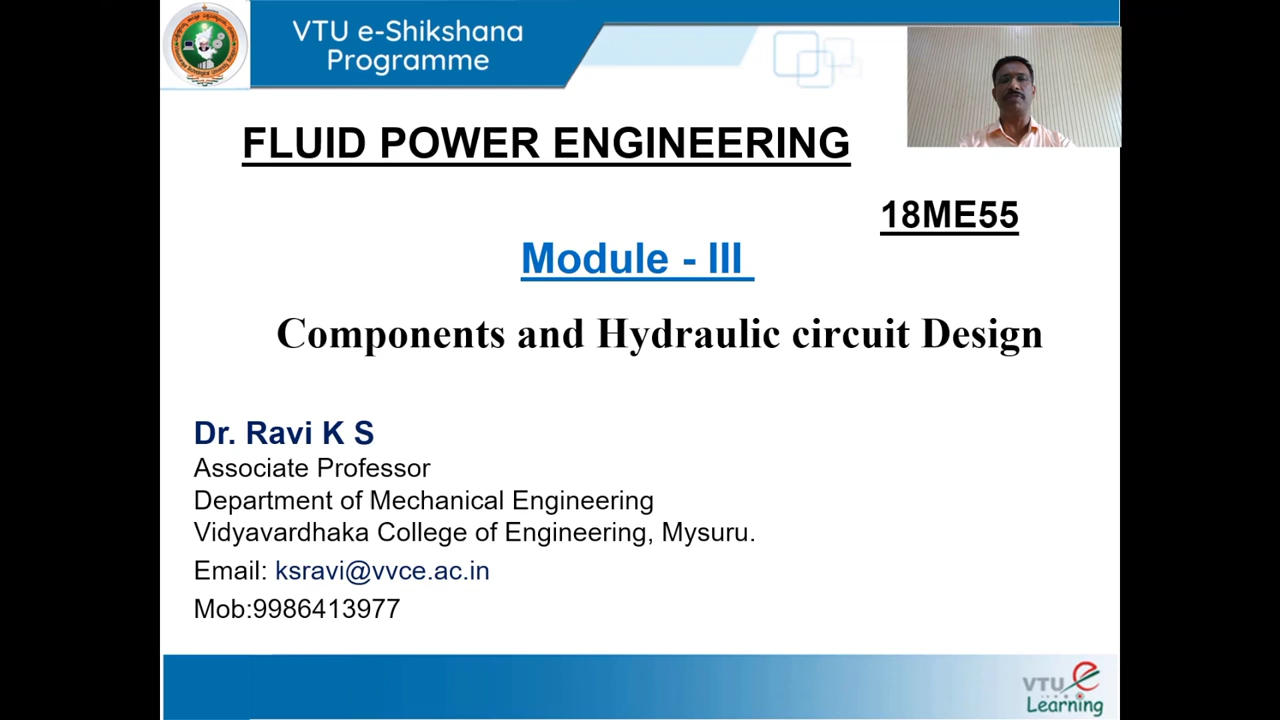 VTU e-Shikshana
Programme
FLUID POWER ENGINEERING
18ME55
Module - III
Components and Hydraulic circuit Design
Dr. Ravi K S
Associate Professor
Department of Mechanical Engineering
Vidyavardhaka College of Engineering, Mysuru.
Email: ksravi@vvce.ac.in
Mob:9986413977
VTU e
Learning